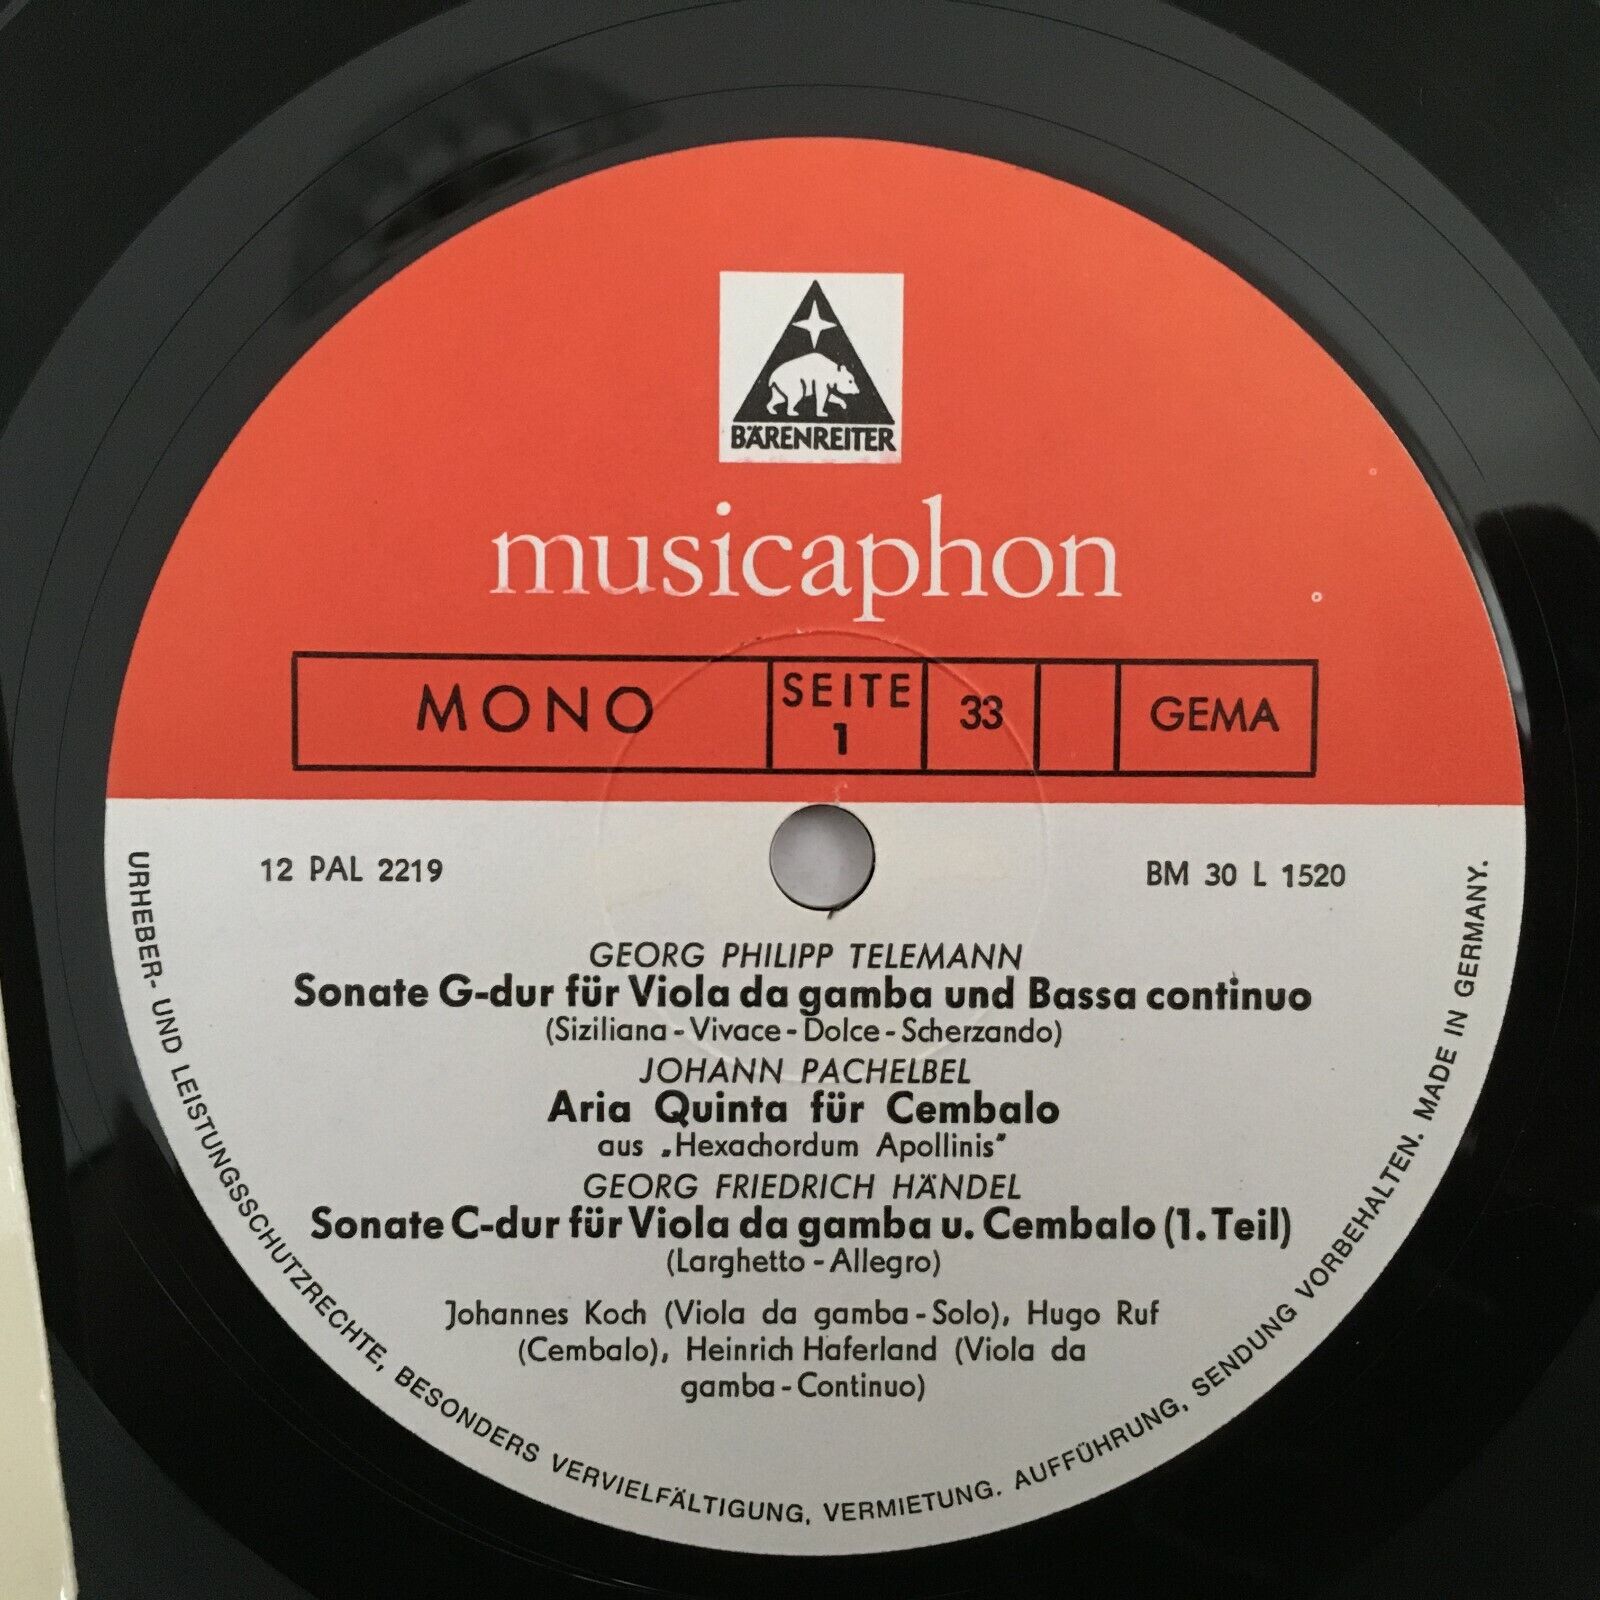 BÄRENREITER
musicaphon
MONO
SEITE
1
33
GEMA
12 PAL 2219
BM 30 L 1520
GEORG PHILIPP TELEMANN
Sonate G-dur für Viola da gamba und Bassa continuo
(Siziliana - Vivace - Dolce - Scherzando)
JOHANN PACHELBEL
Aria Quinta für Cembalo
aus „Hexachordum Apollinis"
GEORG FRIEDRICH HÄNDEL
Sonate C-dur für Viola da gamba u. Cembalo (1. Teil)
(Larghetto - Allegro)
Johannes Koch (Viola da gamba - Solo), Hugo Ruf
(Cembalo), Heinrich Haferland (Viola da
gamba - Continuo)
URHEBER- UND LEISTUNGSSCHUTZRECHTE, BESONDERS VERVIELFÄLTIGUNG, VERMIETUNG. AUFFÜHRUNG, SENDUNG VORBEHALTEN. MADE IN GERMANY.